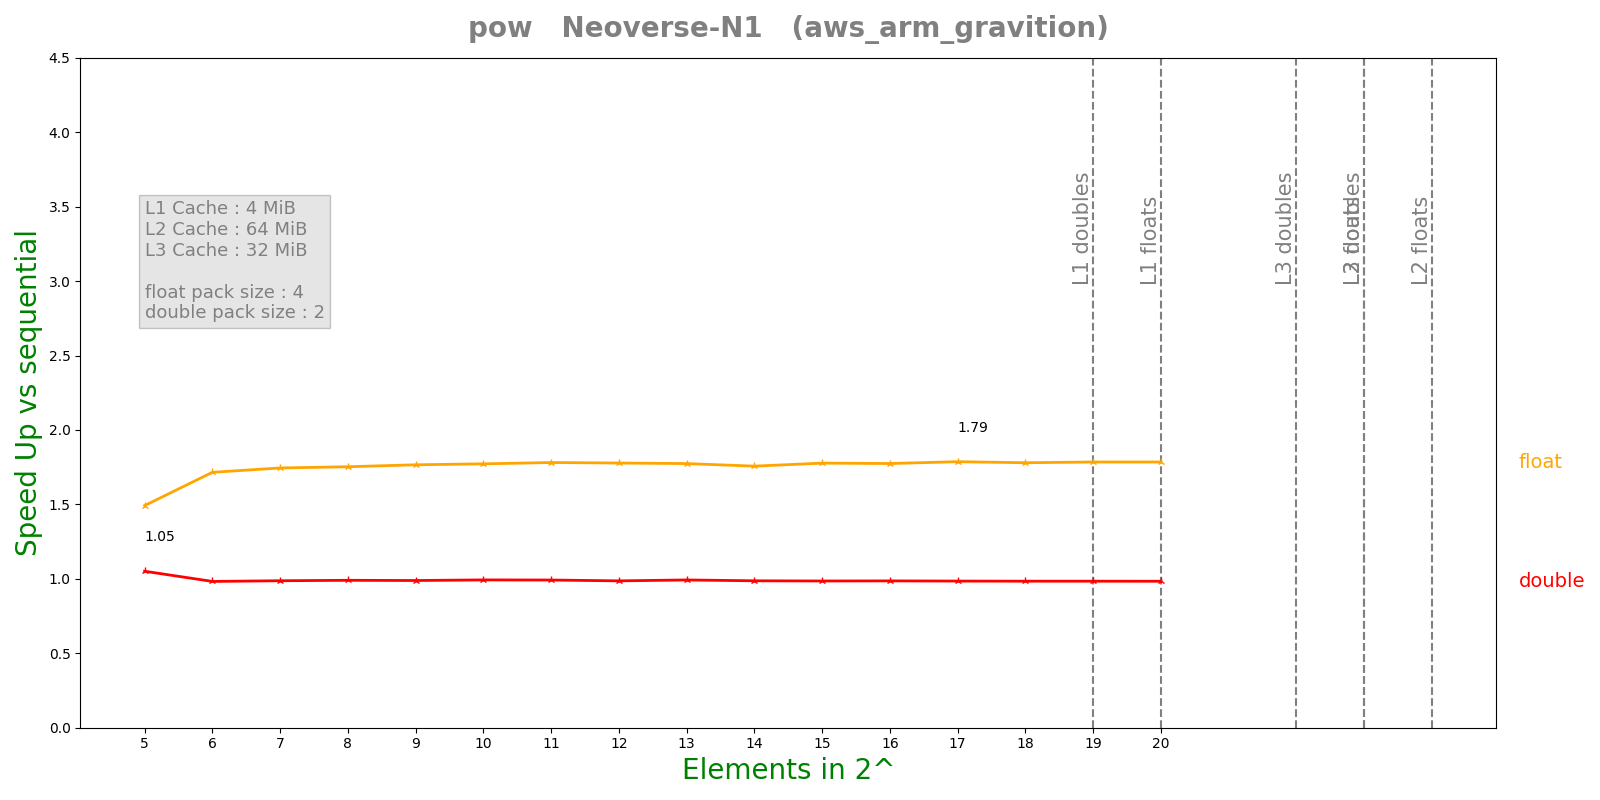 pow   Neoverse-N1   (aws_arm_gravition)
4.5
4.0
3.5
3.0
2.5
2.0
1.5
1.0
0.5
0.0
Speed Up vs sequential
L1 Cache : 4 MiB
L2 Cache : 64 MiB
L3 Cache : 32 MiB
float pack size : 4
double pack size : 2
L1 doubles
L1 floats
L3 doubles
L2 doubles
L3 floats
L2 floats
1.79
1.05
float
double
5 6 7 8 9 10 11 12 13 14 15 16 17 18 19 20
Elements in 2^